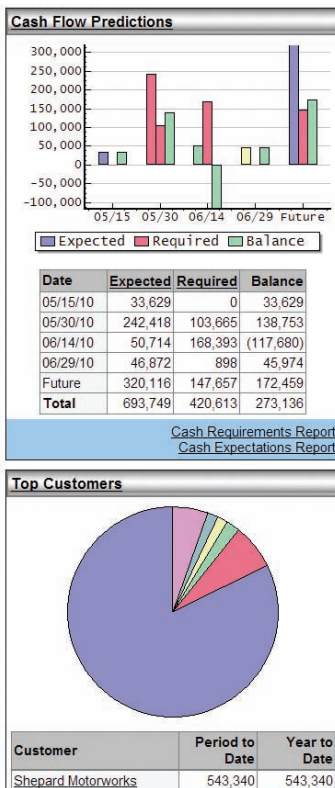 Cash Flow Predictions
300,000
250,000
200,000
150,000
100,000
50,000
0
-50,000
-100,000
05/15 05/30 06/14 06/29 Future
Expected Required Balance
Date Expected Required Balance
05/15/10 33,629 0 33,629
05/30/10 242,418 103,665 138,753
06/14/10 50,714 168,393 (117,680)
06/29/10 46,872 898 45,974
Future 320,116 147,657 172,459
Total 693,749 420,613 273,136
Cash Requirements Report
Cash Expectations Report
Top Customers
Customer Period to Date Year to Date
Shepard Motorworks 543,340 543,340